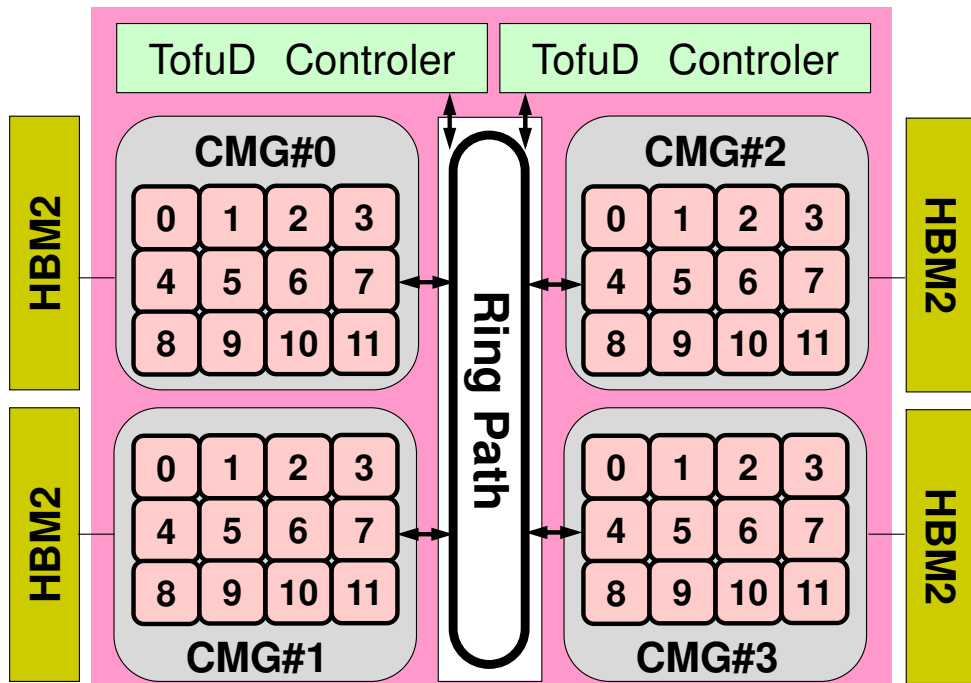 TofuD Controler
TofuD Controler
HBM2
CMG#0
0 1 2 3
4 5 6 7
8 9 10 11
Ring Path
CMG#2
0 1 2 3
4 5 6 7
8 9 10 11
HBM2
HBM2
0 1 2 3
4 5 6 7
8 9 10 11
CMG#1
0 1 2 3
4 5 6 7
8 9 10 11
CMG#3
HBM2